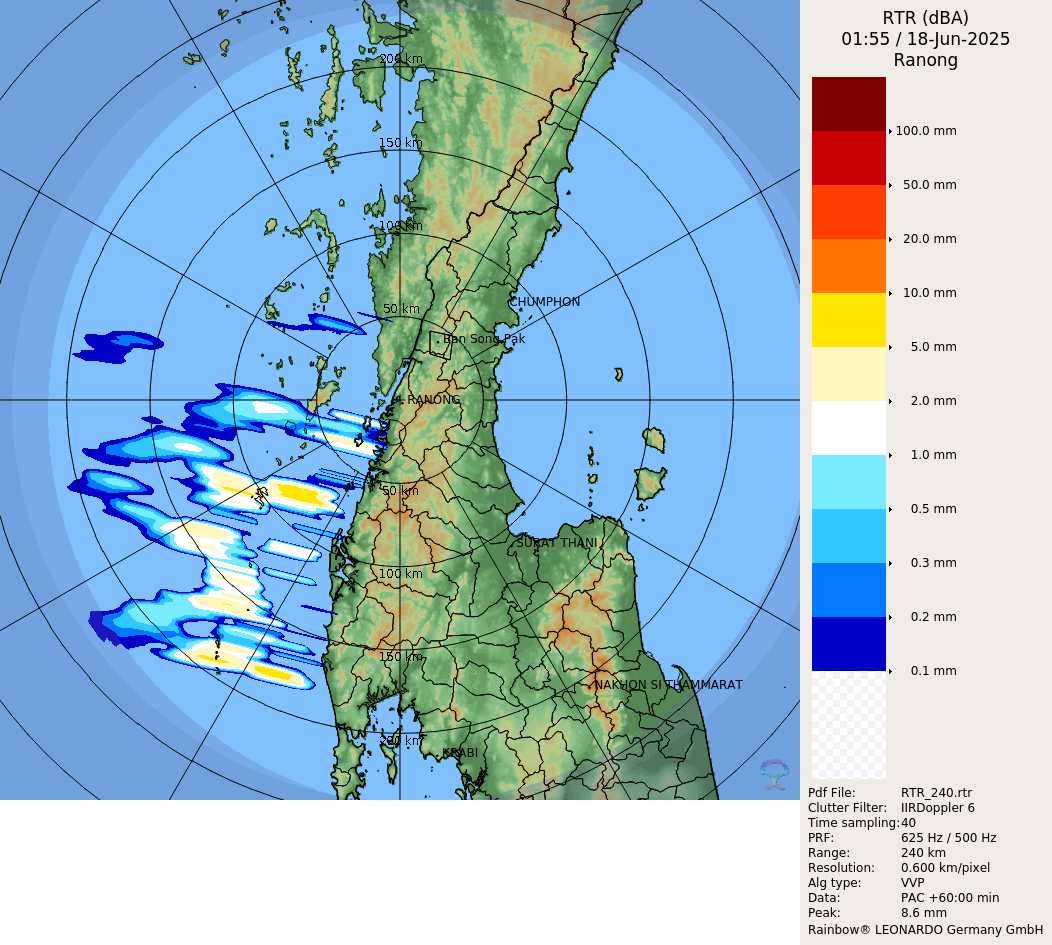 RTR (dBA)
01:55 / 18-Jun-2025
Ranong
200 km
150 km
100 km
50 km
CHUMPHON
Ban Song Pak
RANONG
50 km
SURAT THANI
100 km
150 km
NAKHON SI THAMMARAT
200 km
KRABI
100.0 mm
50.0 mm
20.0 mm
10.0 mm
5.0 mm
2.0 mm
1.0 mm
0.5 mm
0.3 mm
0.2 mm
0.1 mm
Pdf File: RTR_240.rtr
Clutter Filter: IIRDoppler 6
Time sampling: 40
PRF: 625 Hz / 500 Hz
Range: 240 km
Resolution: 0.600 km/pixel
Alg type: VVP
Data: PAC +60:00 min
Peak: 8.6 mm
Rainbow® LEONARDO Germany GmbH